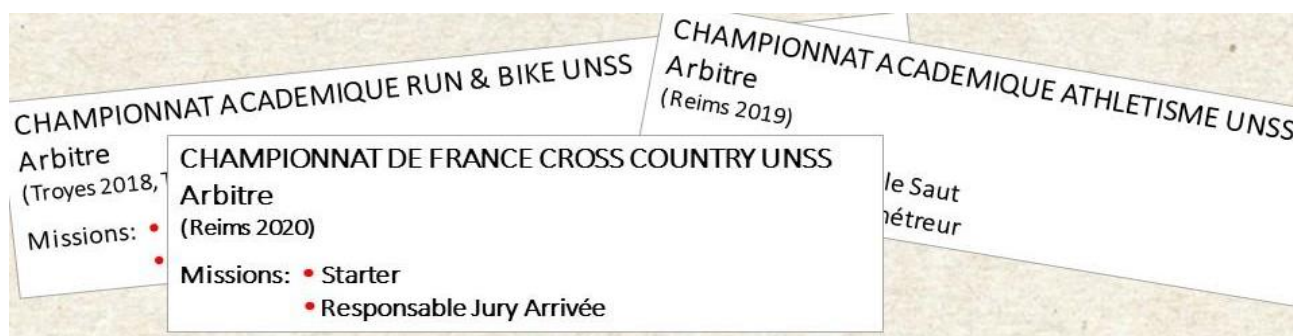 CHAMPIONNAT ACADEMIQUE RUN & BIKE UNSS
Arbitre
(Troyes 2018,
Missions: •
•
CHAMPIONNAT ACADEMIQUE ATHLETISME UNSS
Arbitre
(Reims 2019)
le Saut
CHAMPIONNAT DE FRANCE CROSS COUNTRY UNSS
Arbitre
(Reims 2020)
Missions: • Starter
• Responsable Jury Arrivée